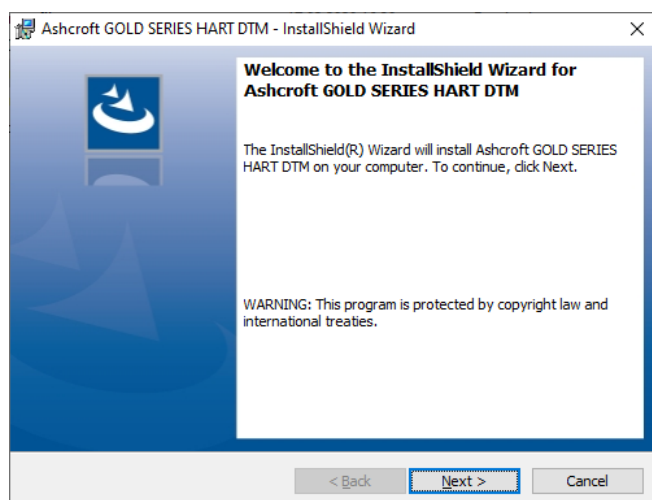 Ashcroft GOLD SERIES HART DTM - InstallShield Wizard
Welcome to the InstallShield Wizard for
Ashcroft GOLD SERIES HART DTM
The InstallShield(R) Wizard will install Ashcroft GOLD SERIES
HART DTM on your computer. To continue, click Next.
WARNING: This program is protected by copyright law and
international treaties.
< Back Next > Cancel